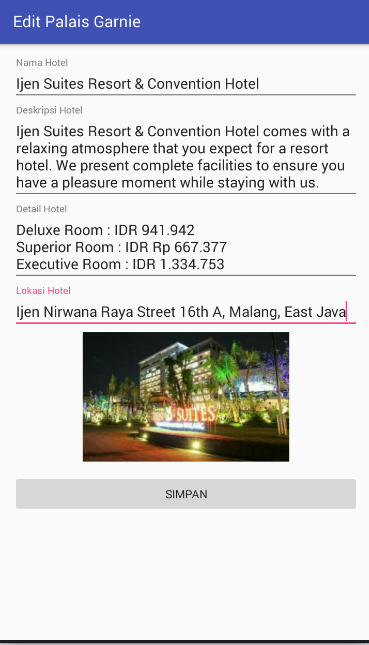 Edit Palais Garnie
Nama Hotel
Ijen Suites Resort & Convention Hotel
Deskripsi Hotel
Ijen Suites Resort & Convention Hotel comes with a
relaxing atmosphere that you expect for a resort
hotel. We present complete facilities to ensure you
have a pleasure moment while staying with us.
Detail Hotel
Deluxe Room : IDR 941.942
Superior Room : IDR Rp 667.377
Executive Room : IDR 1.334.753
Lokasi Hotel
Ijen Nirwana Raya Street 16th A, Malang, East Java
SUITES
SIMPAN